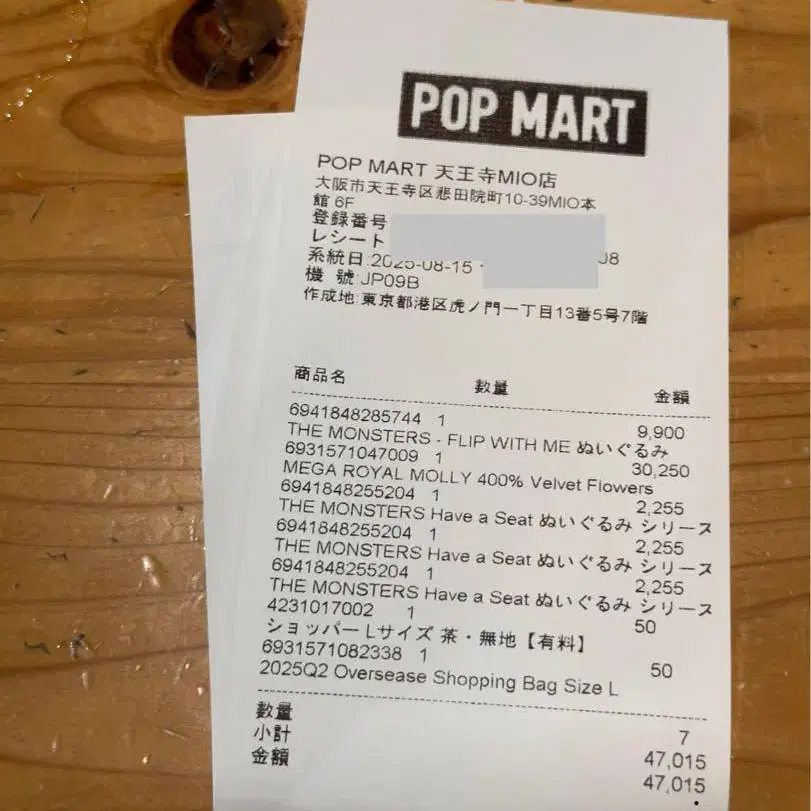 POP MART
POP MART 天王寺MIO店
大阪市天王寺区悲田院町10-39MIO本
館 6F
登録番号
レシート 08
系統日:2025-08-15
機 號:JP09B
作成地:東京都港区虎ノ門一丁目13番5号7階
商品名 数量 金額
6941848285744 1 9,900
THE MONSTERS - FLIP WITH ME ぬいぐるみ
6931571047009 1 30,250
MEGA ROYAL MOLLY 400% Velvet Flowers
6941848255204 1 2,255
THE MONSTERS Have a Seat ぬいぐるみ シリーズ
6941848255204 1 2,255
THE MONSTERS Have a Seat ぬいぐるみ シリーズ
6941848255204 1 2,255
THE MONSTERS Have a Seat ぬいぐるみ シリーズ
4231017002 1 50
ショッパー Lサイズ 茶・無地【有料】
6931571082338 1 50
2025Q2 Oversease Shopping Bag Size L
数量 7
小計 47,015
金額 47,015